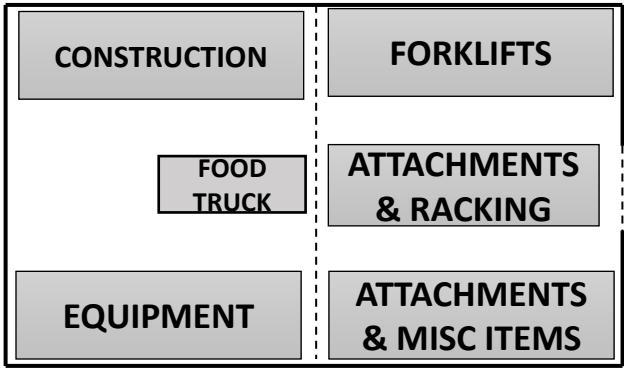 CONSTRUCTION
FORKLIFTS
FOOD
TRUCK
ATTACHMENTS
& RACKING
EQUIPMENT
ATTACHMENTS
& MISC ITEMS